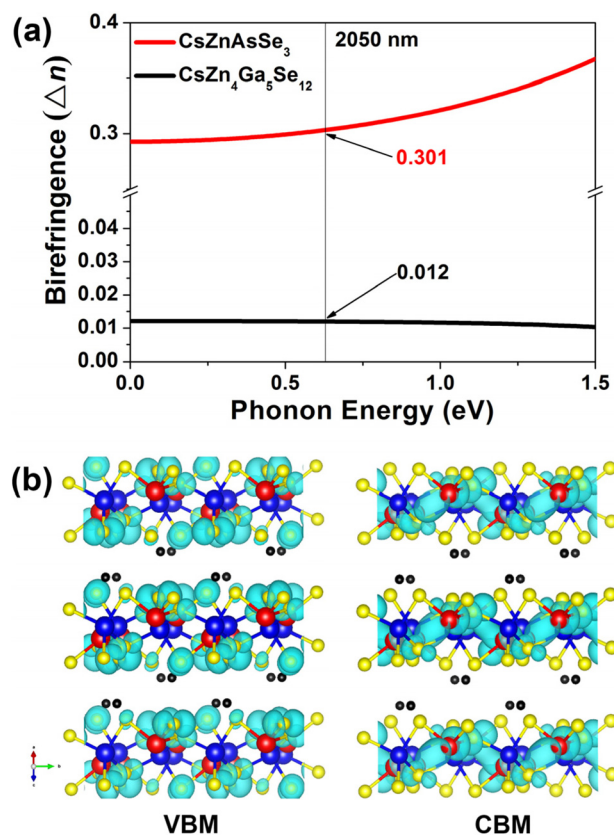 (a)
CsZnAsSe₃
CsZn₄Ga₅Se₁₂
2050 nm
0.4
0.3
0.04
0.03
0.02
0.01
0.00
Birefringence (△n)
0.301
0.012
0.0 0.5 1.0 1.5
Phonon Energy (eV)
(b)
a
b
c
VBM CBM